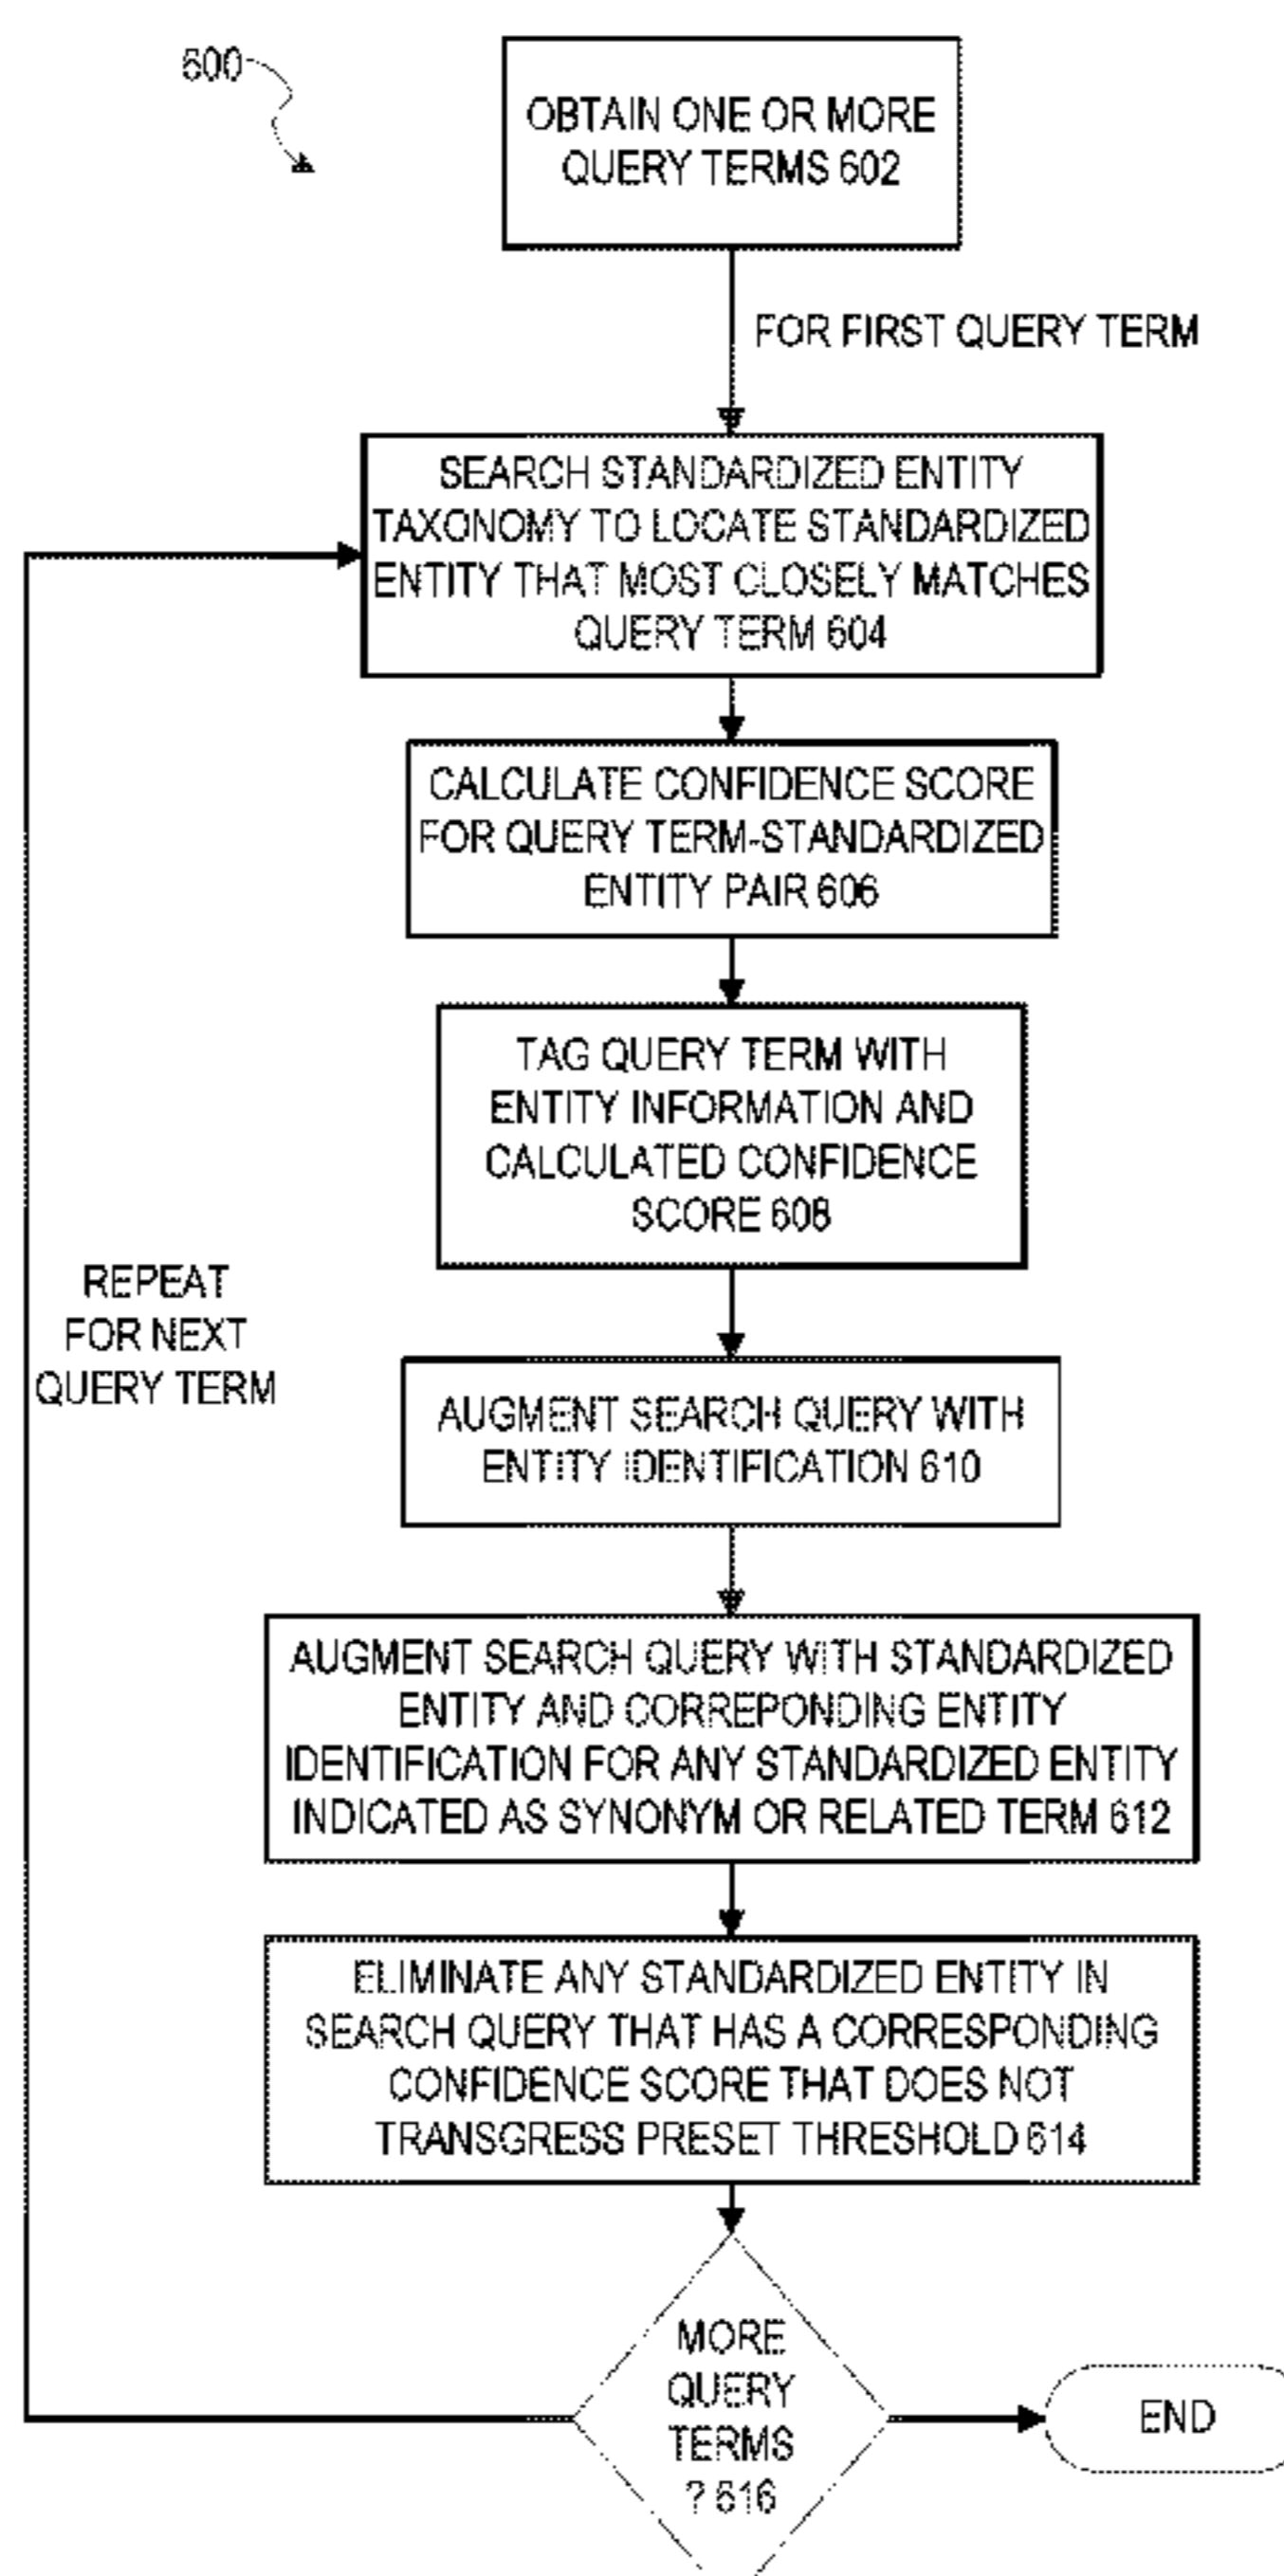 600
OBTAIN ONE OR MORE
QUERY TERMS 602
FOR FIRST QUERY TERM
SEARCH STANDARDIZED ENTITY
TAXONOMY TO LOCATE STANDARDIZED
ENTITY THAT MOST CLOSELY MATCHES
QUERY TERM 604
CALCULATE CONFIDENCE SCORE
FOR QUERY TERM-STANDARDIZED
ENTITY PAIR 606
TAG QUERY TERM WITH
ENTITY INFORMATION AND
CALCULATED CONFIDENCE
SCORE 608
REPEAT
FOR NEXT
QUERY TERM
AUGMENT SEARCH QUERY WITH
ENTITY IDENTIFICATION 610
AUGMENT SEARCH QUERY WITH STANDARDIZED
ENTITY AND CORREPONDING ENTITY
IDENTIFICATION FOR ANY STANDARDIZED ENTITY
INDICATED AS SYNONYM OR RELATED TERM 612
ELIMINATE ANY STANDARDIZED ENTITY IN
SEARCH QUERY THAT HAS A CORRESPONDING
CONFIDENCE SCORE THAT DOES NOT
TRANSGRESS PRESET THRESHOLD 614
MORE
QUERY
TERMS
? 616
END